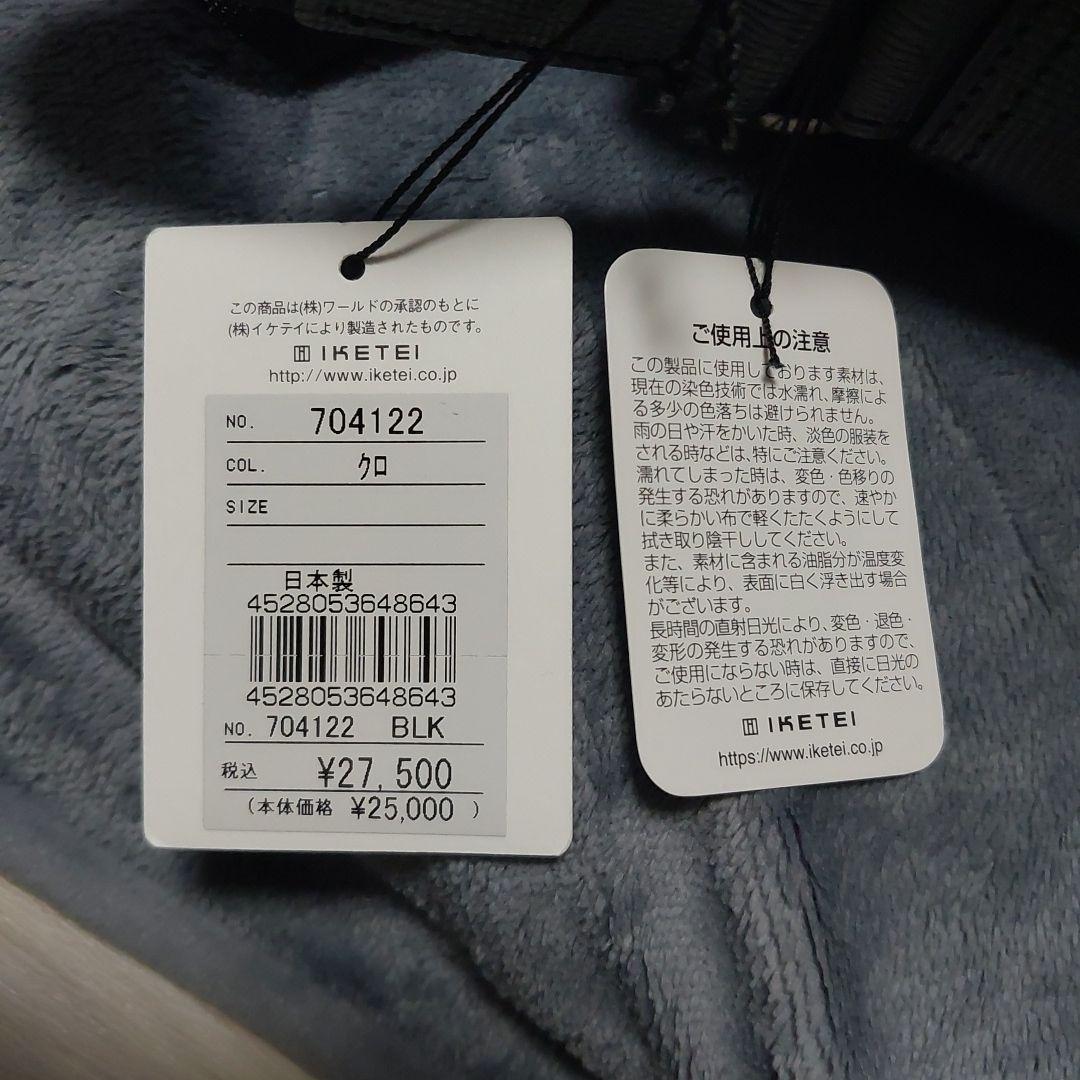 この商品は(株)ワールドの承認のもとに
(株)イケテイにより製造されたものです。
IKETEI
http://www.iketei.co.jp
NO. 704122
COL. クロ
SIZE
日本製
4528053648643
4528053648643
NO. 704122 BLK
税込 ¥27,500
(本体価格 ¥25,000 )
ご使用上の注意
この製品に使用しております素材は、
現在の染色技術では水濡れ、摩擦によ
る多少の色落ちは避けられません。
雨の日や汗をかいた時、淡色の服装を
される時などは、特にご注意ください。
濡れてしまった時は、変色・色移りの
発生する恐れがありますので、速やか
に柔らかい布で軽くたたくようにして
拭き取り陰干ししてください。
また、素材に含まれる油脂分が温度変
化等により、表面に白く浮き出す場合
がございます。
長時間の直射日光により、変色・退色・
変形の発生する恐れがありますので、
ご使用にならない時は、直接に日光の
あたらないところに保存してください。
IKETEI
https://www.iketei.co.jp